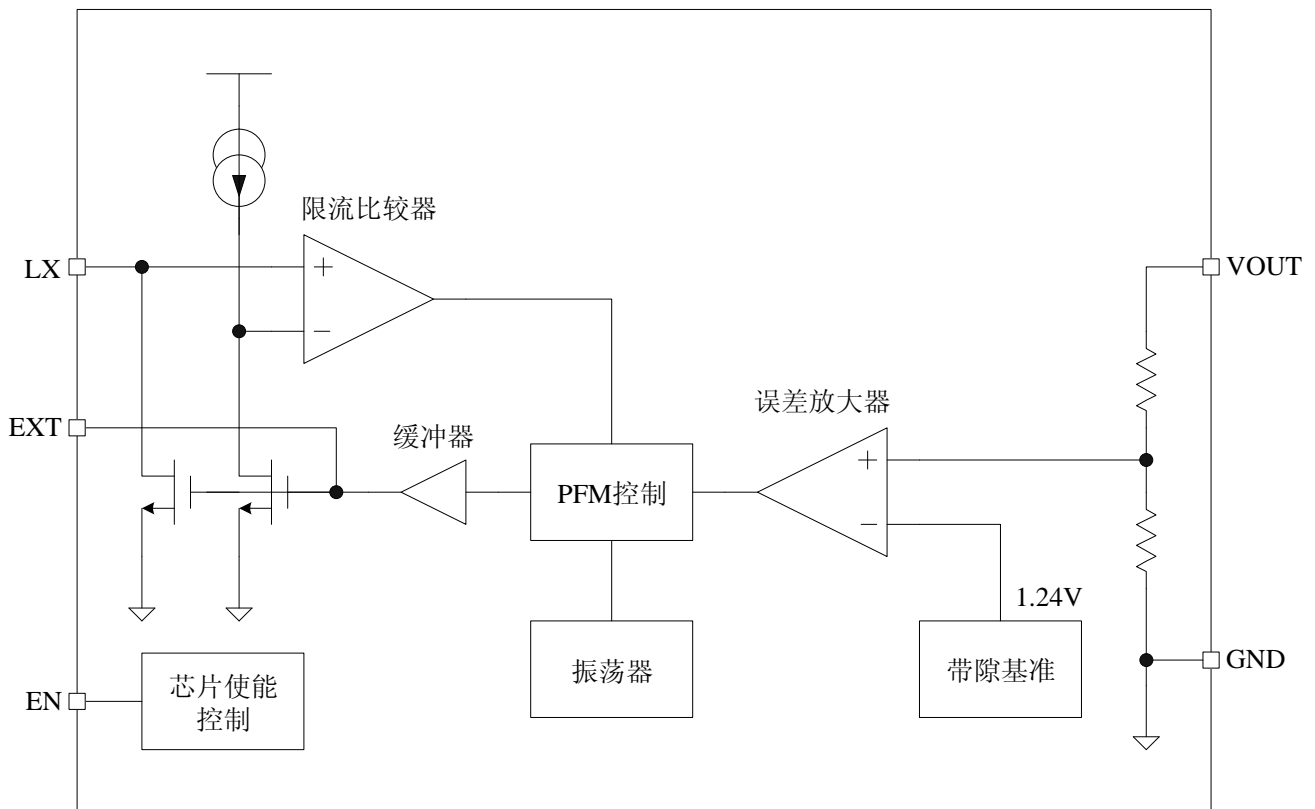 限流比较器
LX
+
−
VOUT
误差放大器
EXT
缓冲器
+
PFM控制
−
1.24V
振荡器
带隙基准
GND
EN
芯片使能
控制